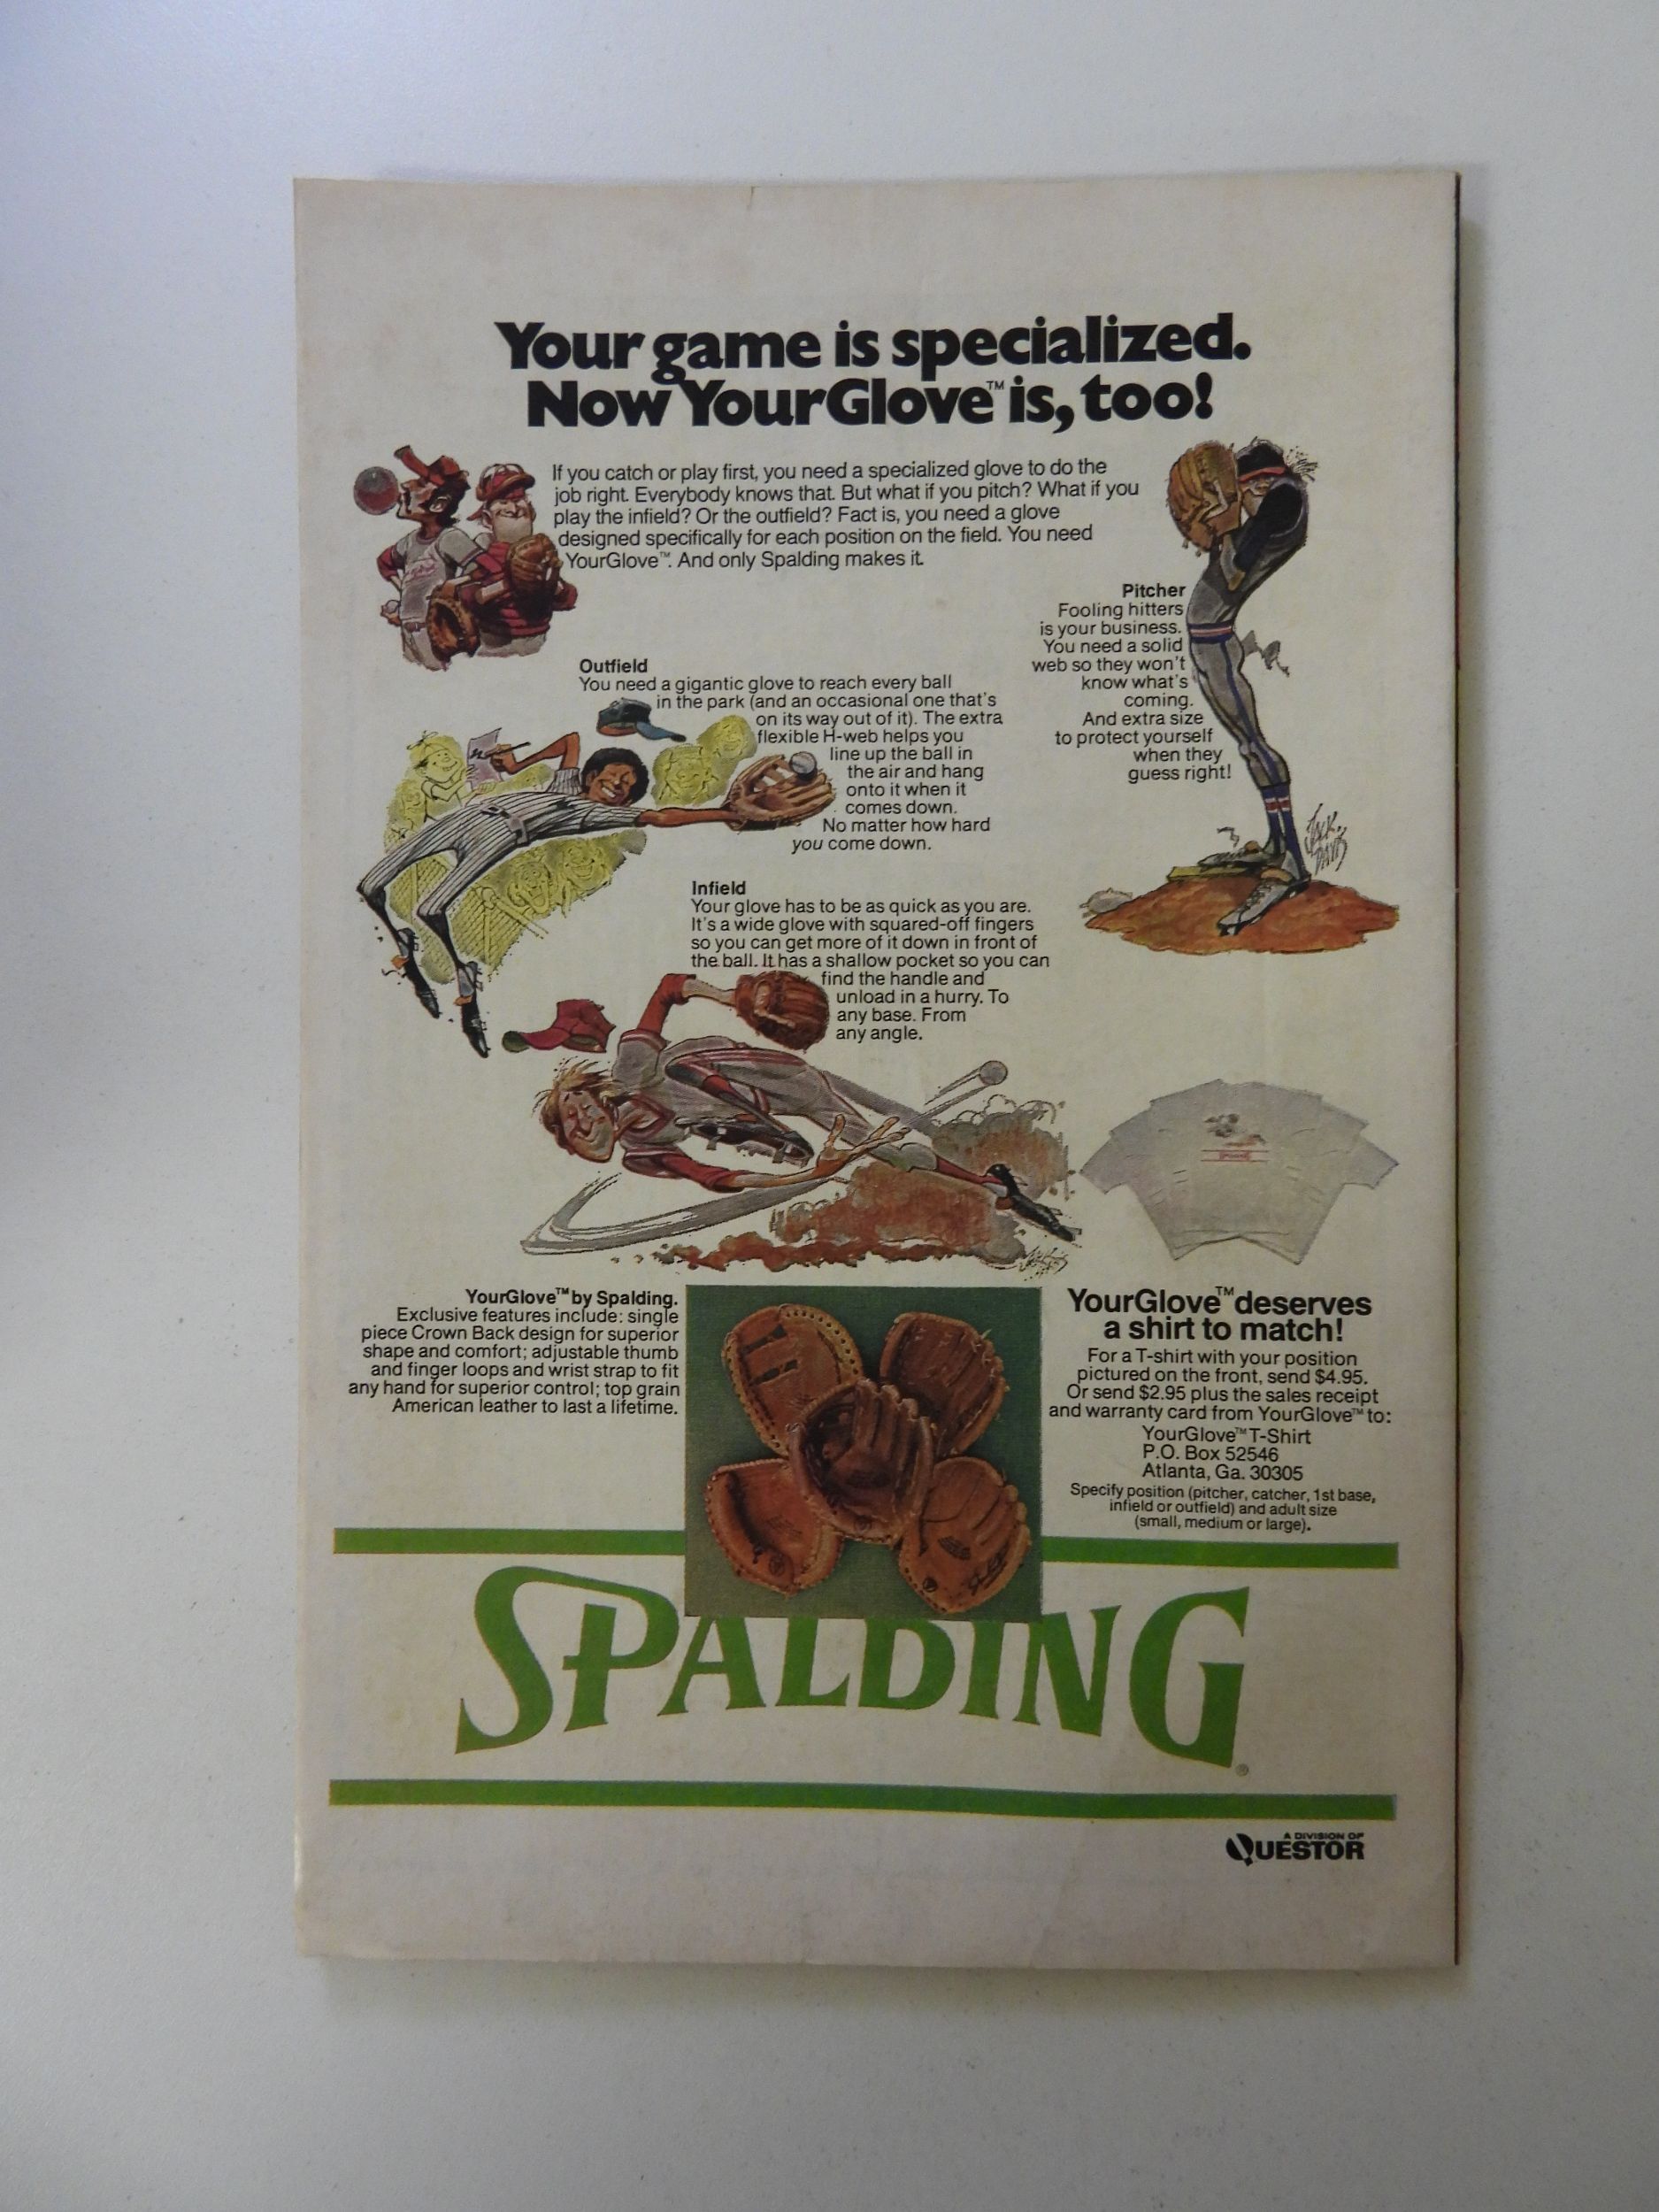 Your game is specialized.
Now YourGlove™ is, too!
If you catch or play first, you need a specialized glove to do the
job right. Everybody knows that. But what if you pitch? What if you
play the infield? Or the outfield? Fact is, you need a glove
designed specifically for each position on the field. You need
YourGlove™. And only Spalding makes it.
Pitcher
Fooling hitters
is your business.
You need a solid
web so they won't
know what's
coming.
And extra size
to protect yourself
when they
guess right!
Outfield
You need a gigantic glove to reach every ball
in the park (and an occasional one that's
on its way out of it). The extra
flexible H-web helps you
line up the ball in
the air and hang
onto it when it
comes down.
No matter how hard
you come down.
JACK DAVIS
Infield
Your glove has to be as quick as you are.
It's a wide glove with squared-off fingers
so you can get more of it down in front of
the ball. It has a shallow pocket so you can
find the handle and
unload in a hurry. To
any base. From
any angle.
YourGlove™ by Spalding.
Exclusive features include: single
piece Crown Back design for superior
shape and comfort; adjustable thumb
and finger loops and wrist strap to fit
any hand for superior control; top grain
American leather to last a lifetime.
YourGlove™ deserves
a shirt to match!
For a T-shirt with your position
pictured on the front, send $4.95.
Or send $2.95 plus the sales receipt
and warranty card from YourGlove™ to:
YourGlove™ T-Shirt
P.O. Box 52546
Atlanta, Ga. 30305
Specify position (pitcher, catcher, 1st base,
infield or outfield) and adult size
(small, medium or large).
SPALDING®
A DIVISION OF
QUESTOR